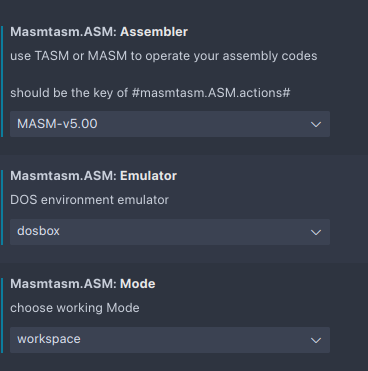 Masmtasm.ASM: Assembler
use TASM or MASM to operate your assembly codes
should be the key of #masmtasm.ASM.actions#
MASM-v5.00
Masmtasm.ASM: Emulator
DOS environment emulator
dosbox
Masmtasm.ASM: Mode
choose working Mode
workspace